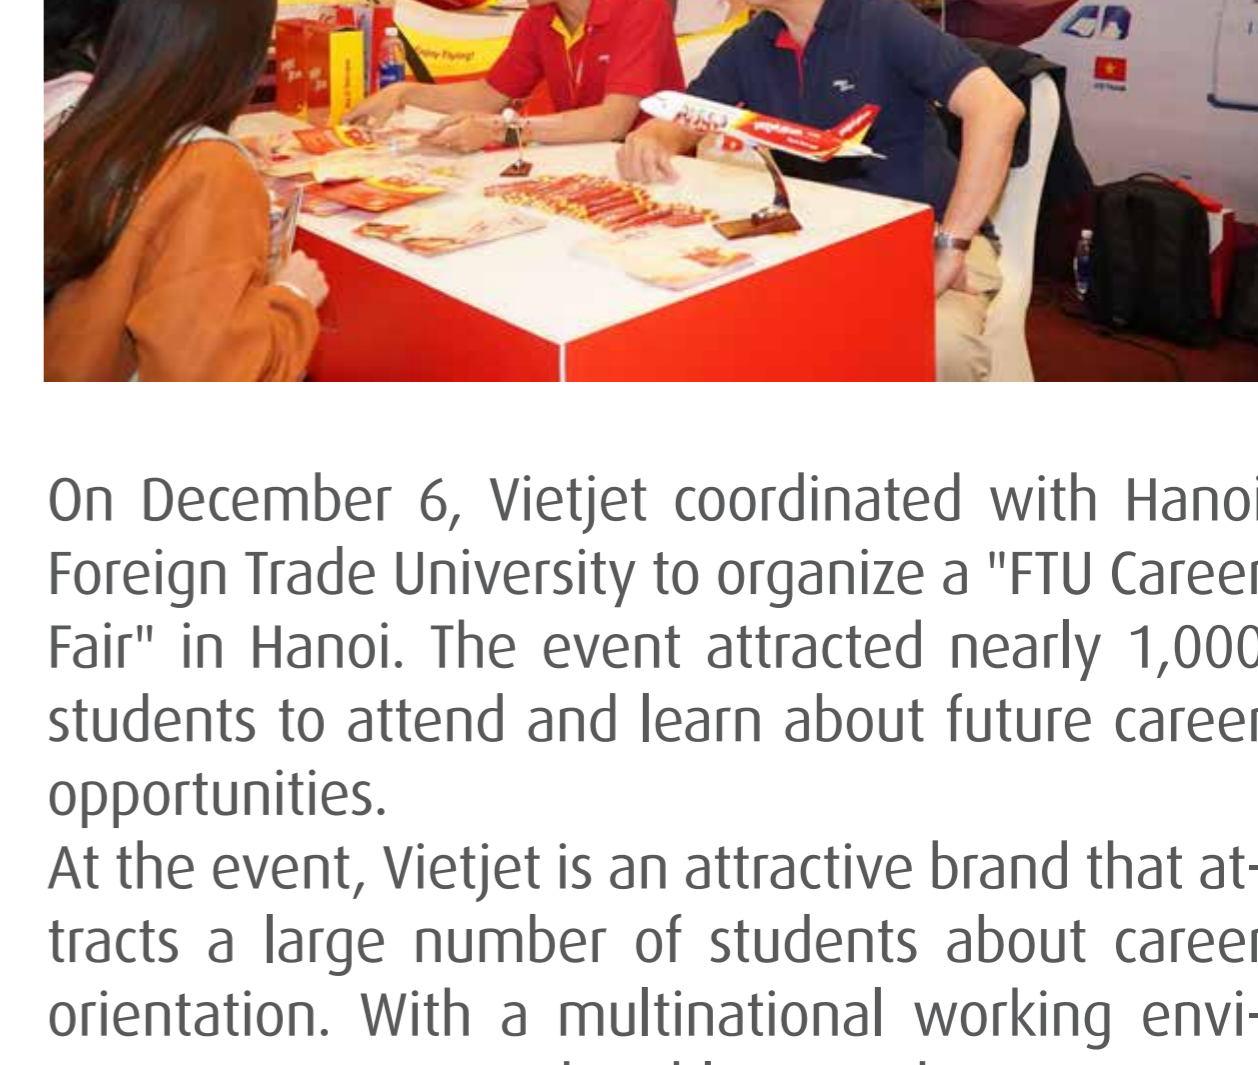 Enjoy Flying!
On December 6, Vietjet coordinated with Hanoi
Foreign Trade University to organize a "FTU Career
Fair" in Hanoi. The event attracted nearly 1,000
students to attend and learn about future career
opportunities.
At the event, Vietjet is an attractive brand that at-
tracts a large number of students about career
orientation. With a multinational working envi-